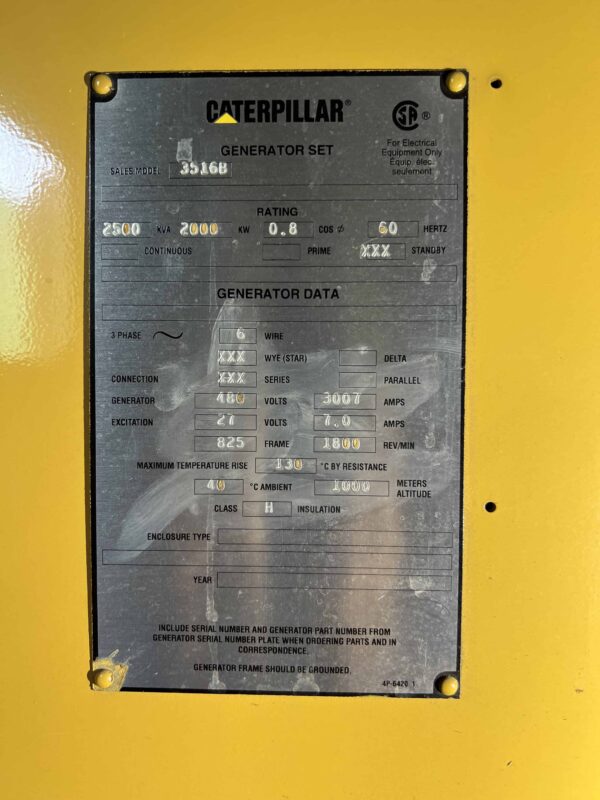 CATERPILLAR®
SA ®
GENERATOR SET
For Electrical
Equipment Only
Equip. élec.
seulement
SALES MODEL 3516B
RATING
2500 KVA 2000 KW 0.8 COS ø 60 HERTZ
CONTINUOUS PRIME XXX STANDBY
GENERATOR DATA
3 PHASE 6 WIRE
XXX WYE (STAR) DELTA
CONNECTION XXX SERIES PARALLEL
GENERATOR 480 VOLTS 3007 AMPS
EXCITATION 27 VOLTS 7.0 AMPS
825 FRAME 1800 REV/MIN
MAXIMUM TEMPERATURE RISE 130 °C BY RESISTANCE
40 °C AMBIENT 1000 METERS ALTITUDE
CLASS H INSULATION
ENCLOSURE TYPE
YEAR
INCLUDE SERIAL NUMBER AND GENERATOR PART NUMBER FROM
GENERATOR SERIAL NUMBER PLATE WHEN ORDERING PARTS AND IN
CORRESPONDENCE.
GENERATOR FRAME SHOULD BE GROUNDED.
4P-6420 1